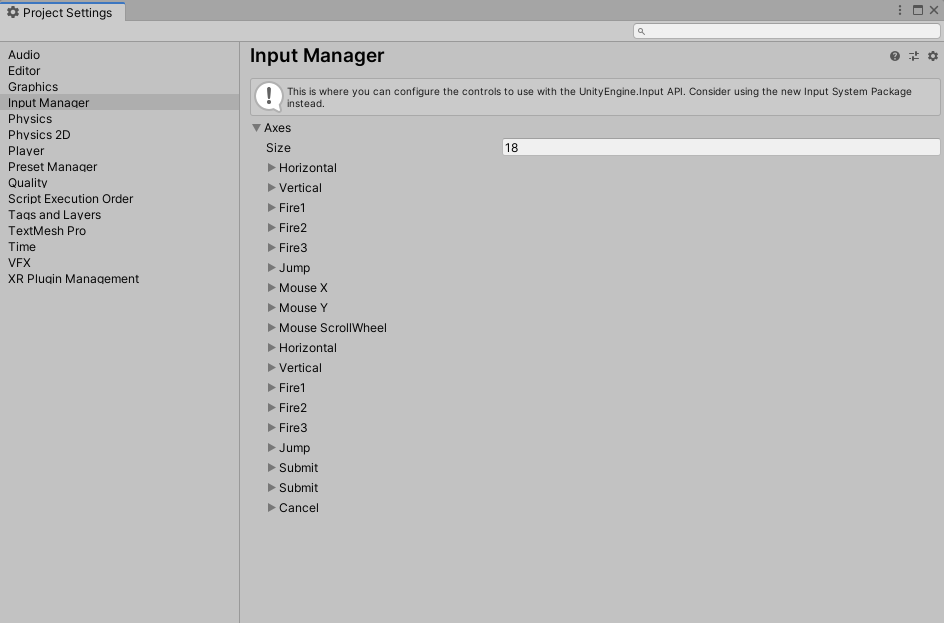 Project Settings
Audio
Editor
Graphics
Input Manager
Physics
Physics 2D
Player
Preset Manager
Quality
Script Execution Order
Tags and Layers
TextMesh Pro
Time
VFX
XR Plugin Management
Input Manager
This is where you can configure the controls to use with the UnityEngine.Input API. Consider using the new Input System Package
instead.
Axes
Size 18
Horizontal
Vertical
Fire1
Fire2
Fire3
Jump
Mouse X
Mouse Y
Mouse ScrollWheel
Horizontal
Vertical
Fire1
Fire2
Fire3
Jump
Submit
Submit
Cancel